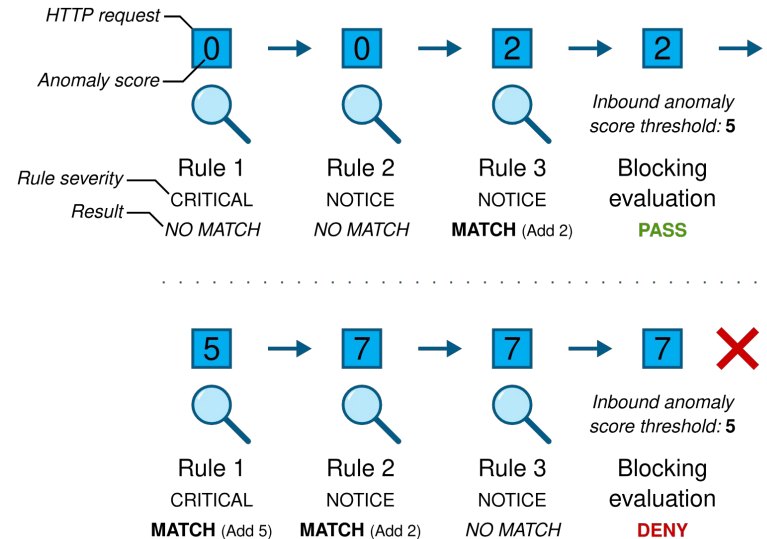 HTTP request
0
0
2
2
Anomaly score
Inbound anomaly
score threshold: 5
Rule 1
Rule 2
Rule 3
Blocking
evaluation
Rule severity
CRITICAL
NOTICE
NOTICE
Result
NO MATCH
NO MATCH
MATCH (Add 2)
PASS
5
7
7
7
Inbound anomaly
score threshold: 5
Rule 1
Rule 2
Rule 3
Blocking
evaluation
CRITICAL
NOTICE
NOTICE
MATCH (Add 5)
MATCH (Add 2)
NO MATCH
DENY